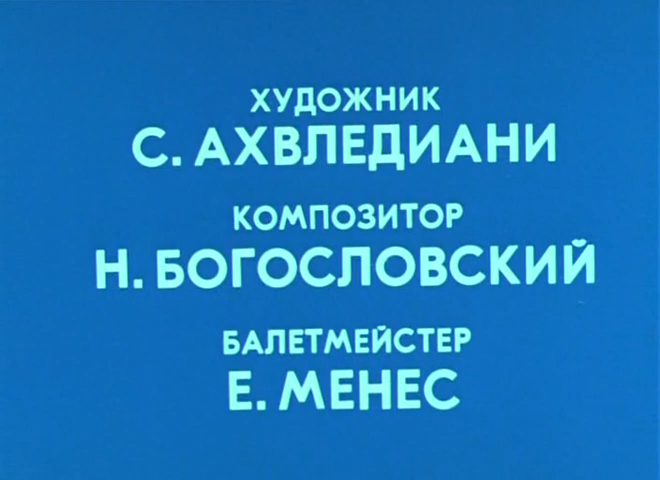 ХУДОЖНИК
С. АХВЛЕДИАНИ
КОМПОЗИТОР
Н. БОГОСЛОВСКИЙ
БАЛЕТМЕЙСТЕР
Е. МЕНЕС